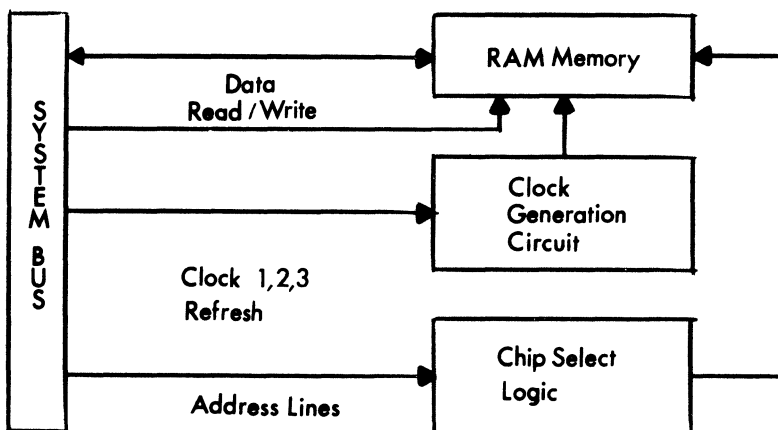 SYSTEM BUS
RAM Memory
Data
Read/Write
Clock
Generation
Circuit
Clock 1,2,3
Refresh
Chip Select
Logic
Address Lines